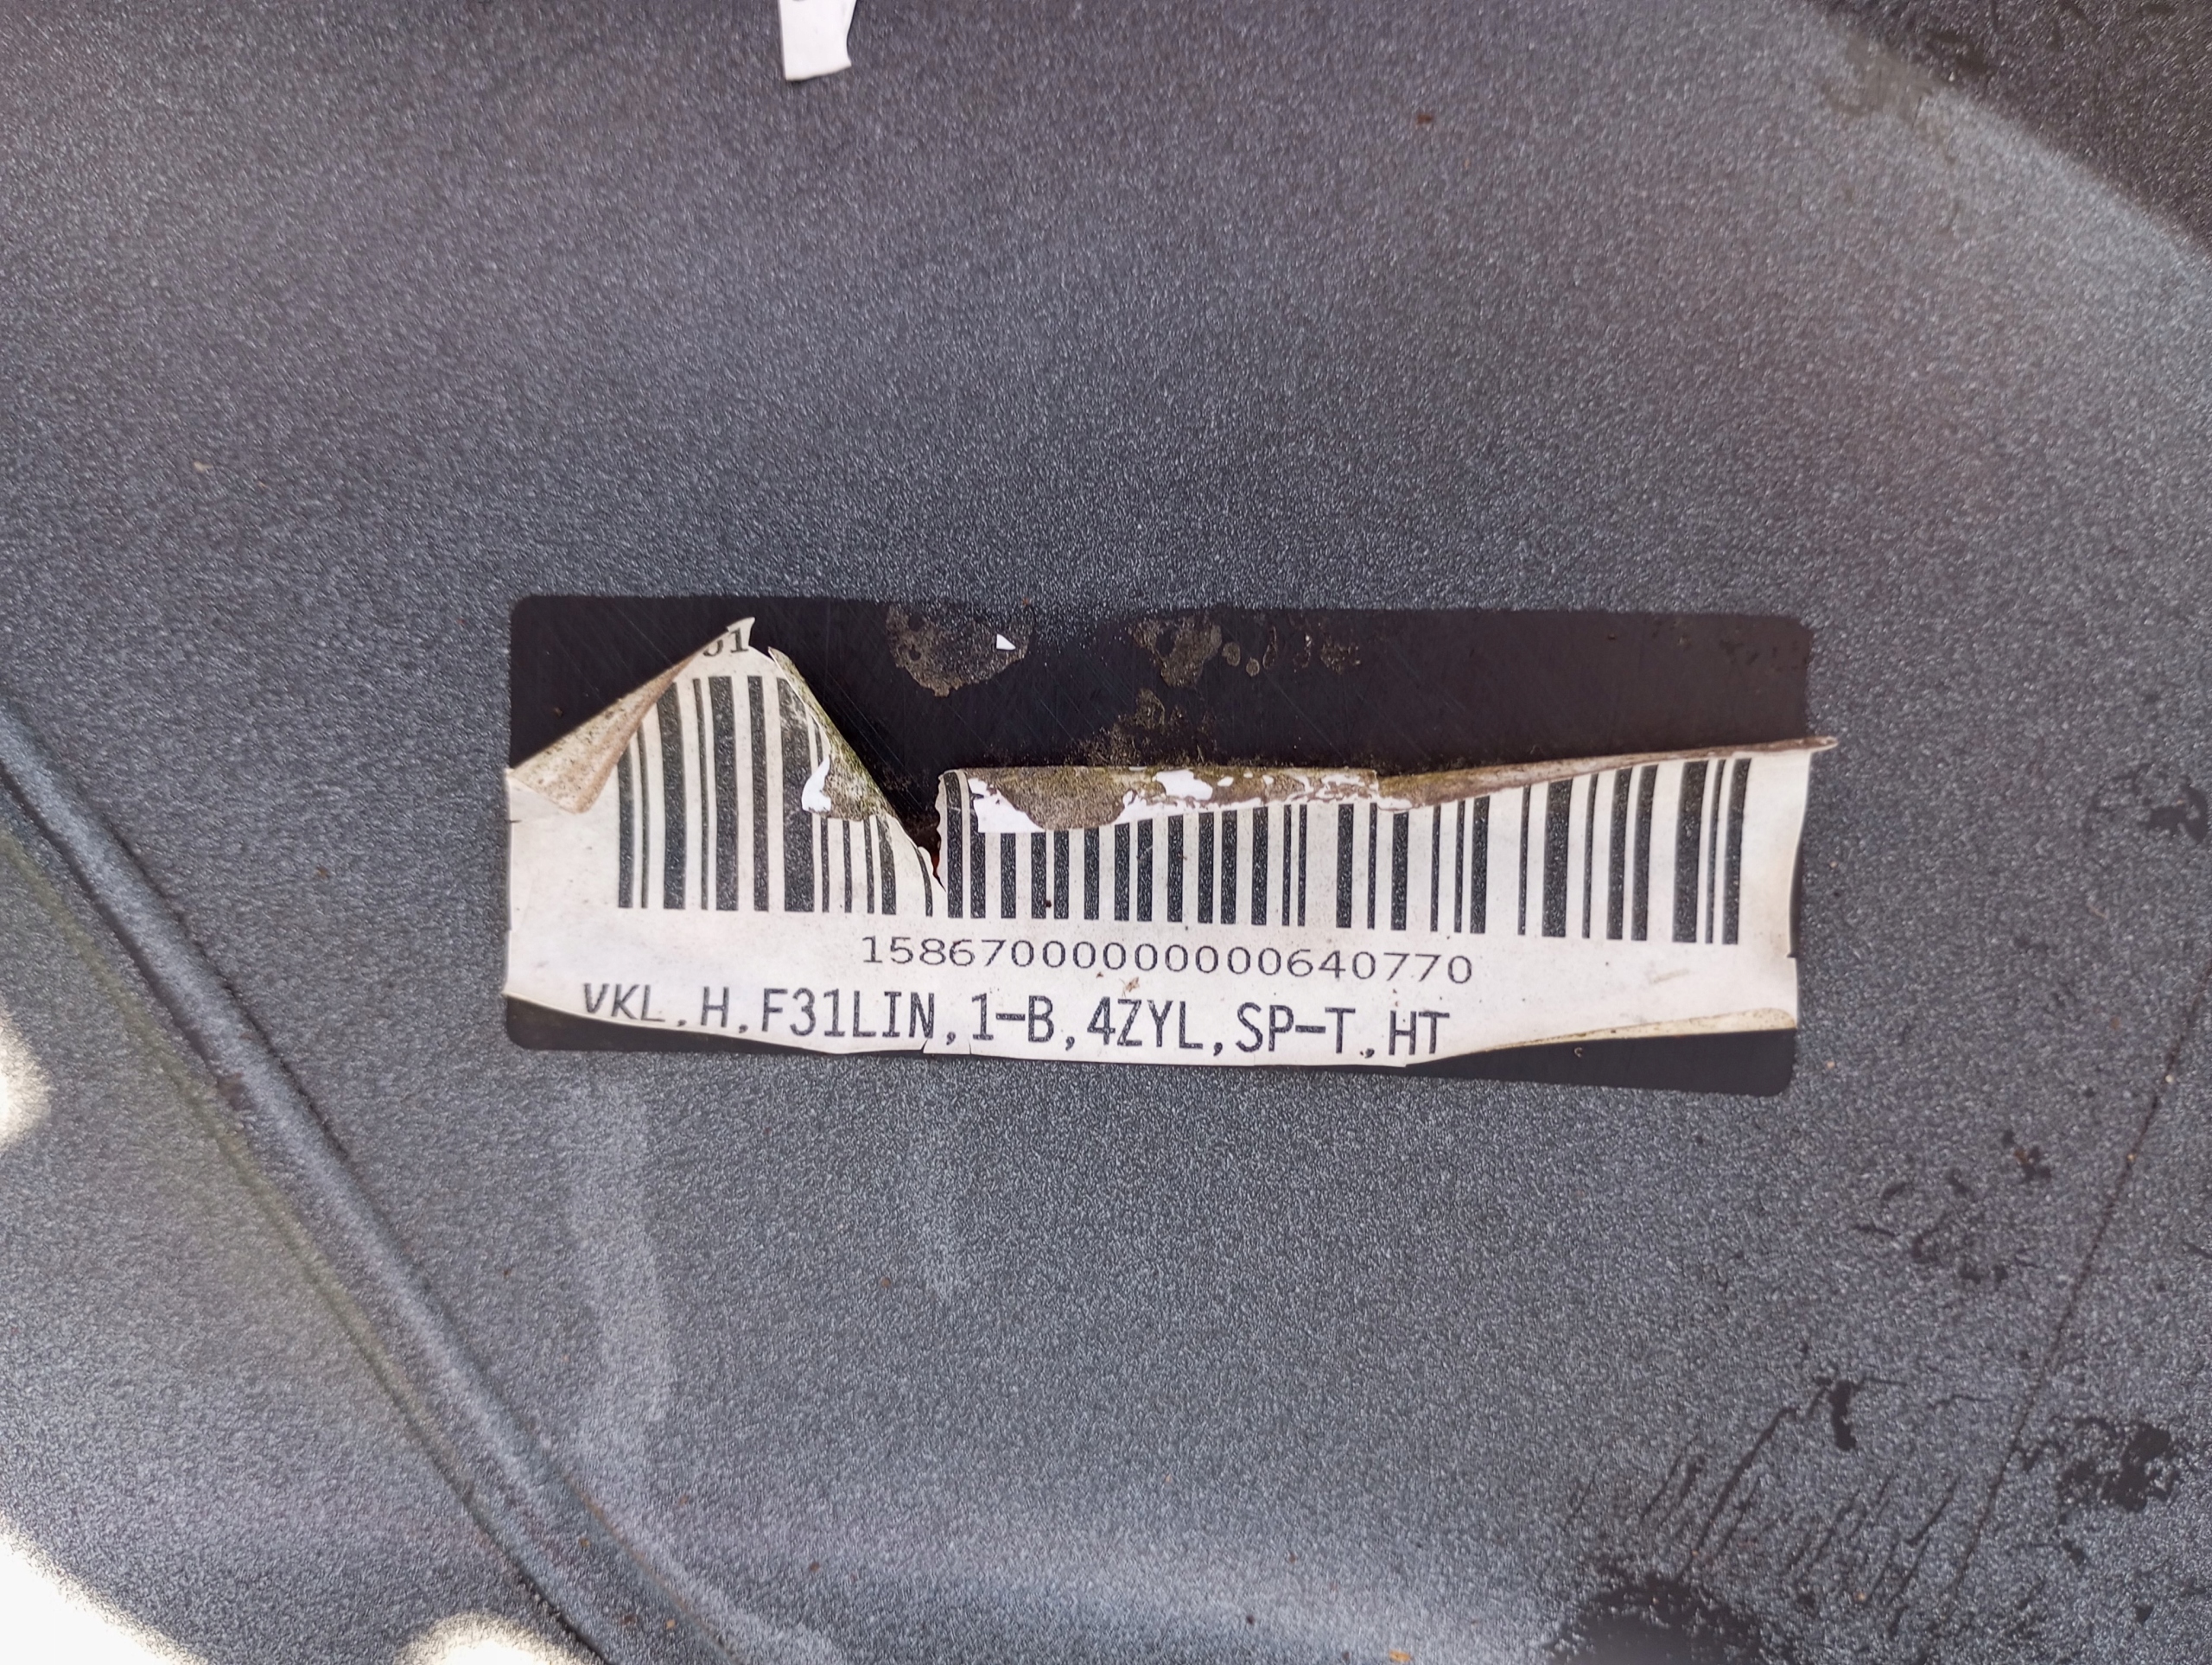 15867000000000640770
VKL,H,F31LIN,1-B,4ZYL,SP-T,HT